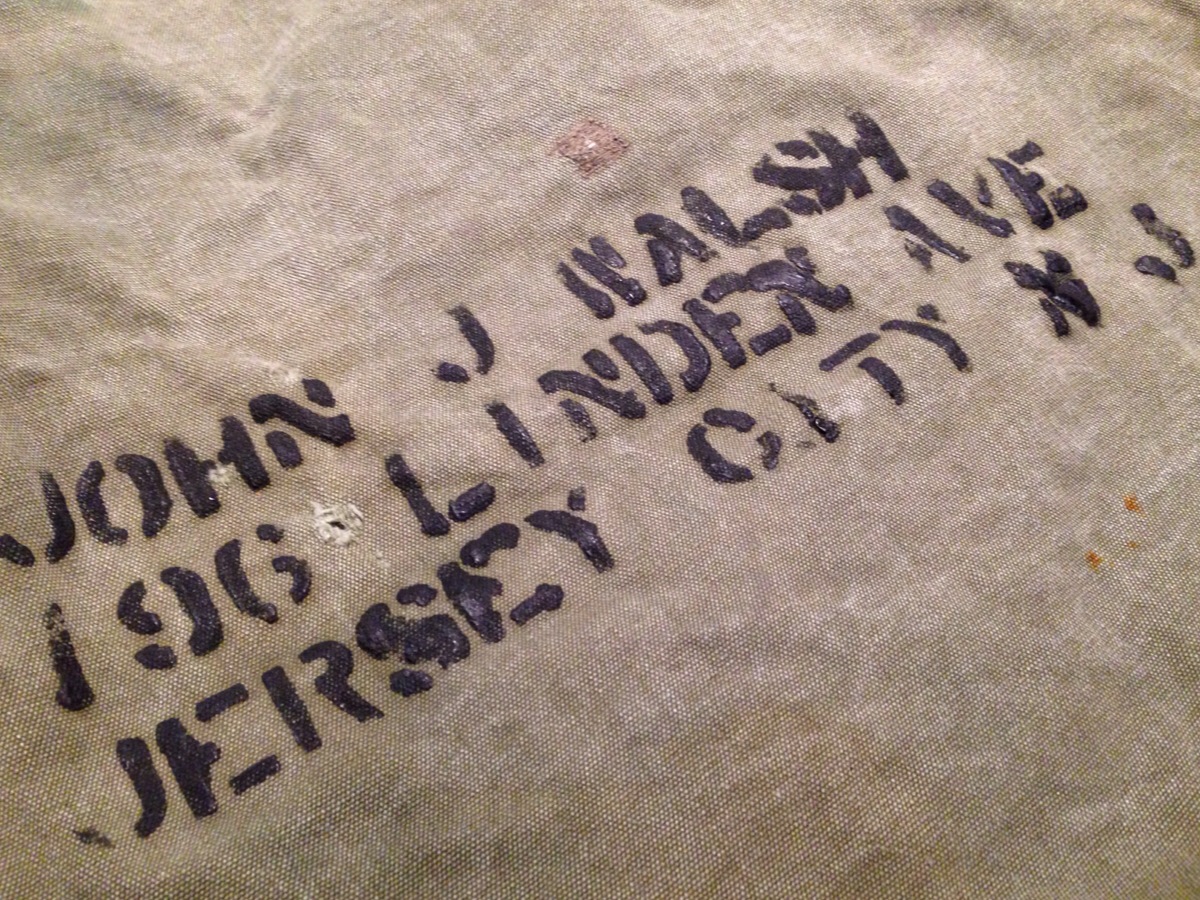 JOHN J WALSH
196 LINDEN AVE
JERSEY CITY N J